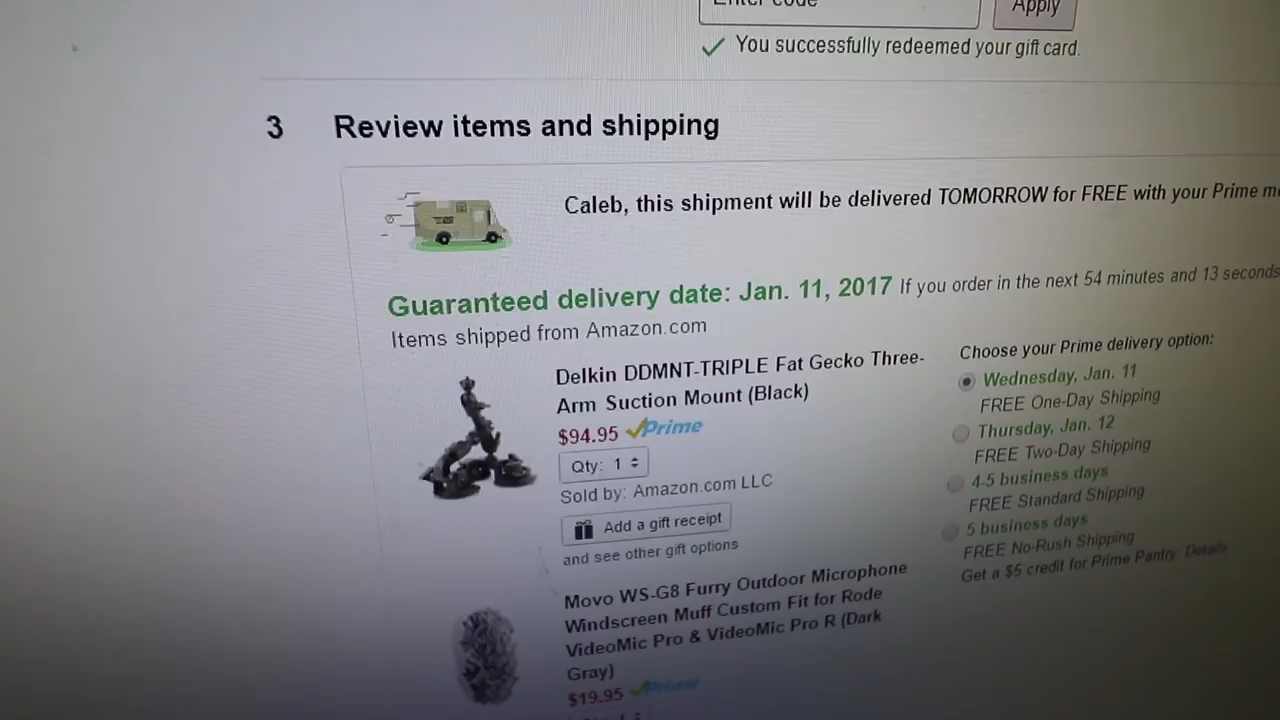 Enter code
Apply
You successfully redeemed your gift card.
3 Review items and shipping
Caleb, this shipment will be delivered TOMORROW for FREE with your Prime
Guaranteed delivery date: Jan. 11, 2017 If you order in the next 54 minutes and 13 seconds
Items shipped from Amazon.com
Delkin DDMNT-TRIPLE Fat Gecko Three-
Arm Suction Mount (Black)
$94.95 Prime
Qty: 1
Sold by: Amazon.com LLC
Add a gift receipt
and see other gift options
Choose your Prime delivery option:
Wednesday, Jan. 11
FREE One-Day Shipping
Thursday, Jan. 12
FREE Two-Day Shipping
4-5 business days
FREE Standard Shipping
5 business days
FREE No-Rush Shipping
Get a $5 credit for Prime Pantry. Details
Movo WS-G8 Furry Outdoor Microphone
Windscreen Muff Custom Fit for Rode
VideoMic Pro & VideoMic Pro R (Dark
Gray)
$19.95 Prime